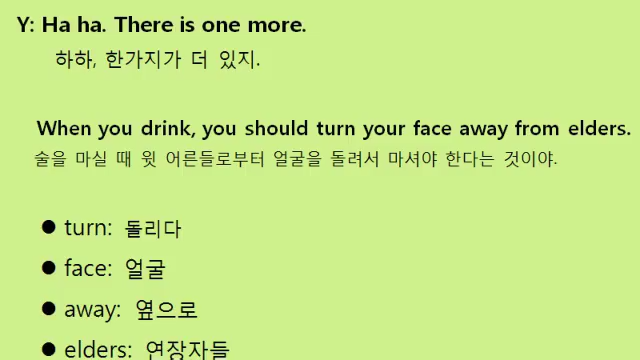 Y: Ha ha. There is one more.
하하, 한가지가 더 있지.
When you drink, you should turn your face away from elders.
술을 마실 때 윗 어른들로부터 얼굴을 돌려서 마셔야 한다는 것이야.
● turn: 돌리다
● face: 얼굴
● away: 옆으로
● elders: 연장자들